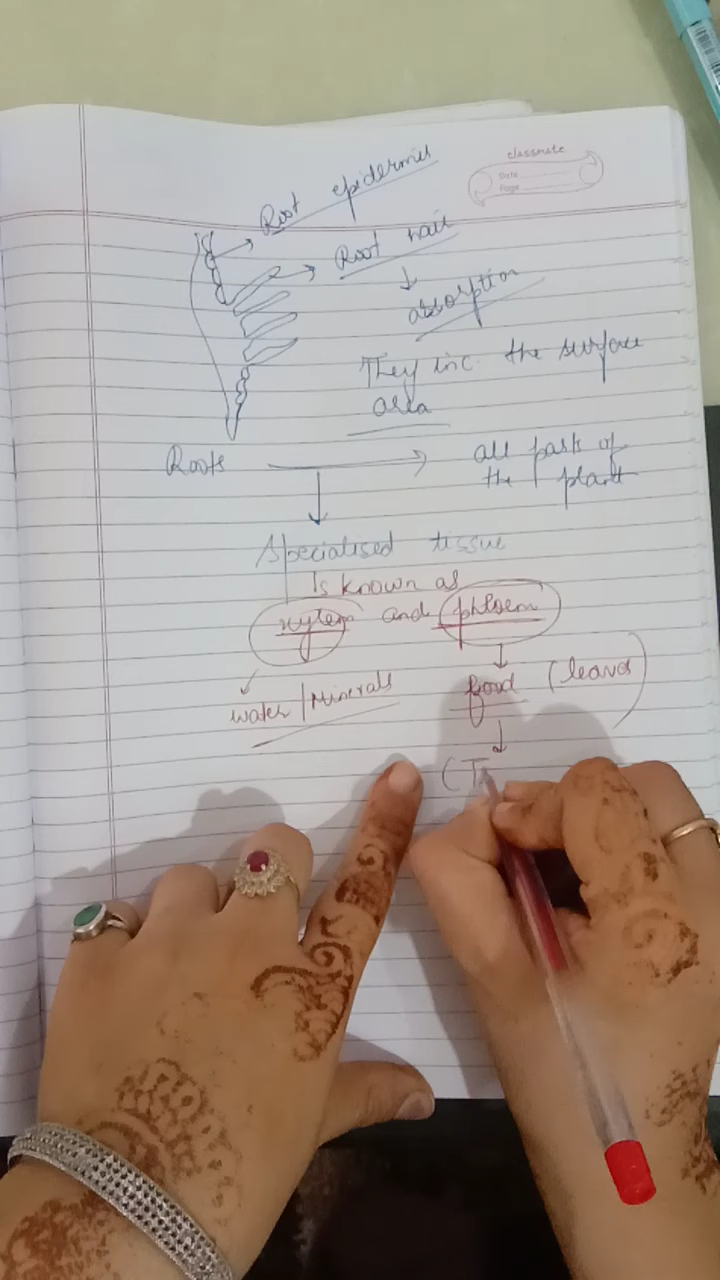 classmate
Date
Page
Root epidermis
Root hair
absorption
They inc. the surface
area
Roots
all parts of
the plant
Specialised tissue
Is known as
xylem and phloem
water/Minerals
food (leaves)
(T